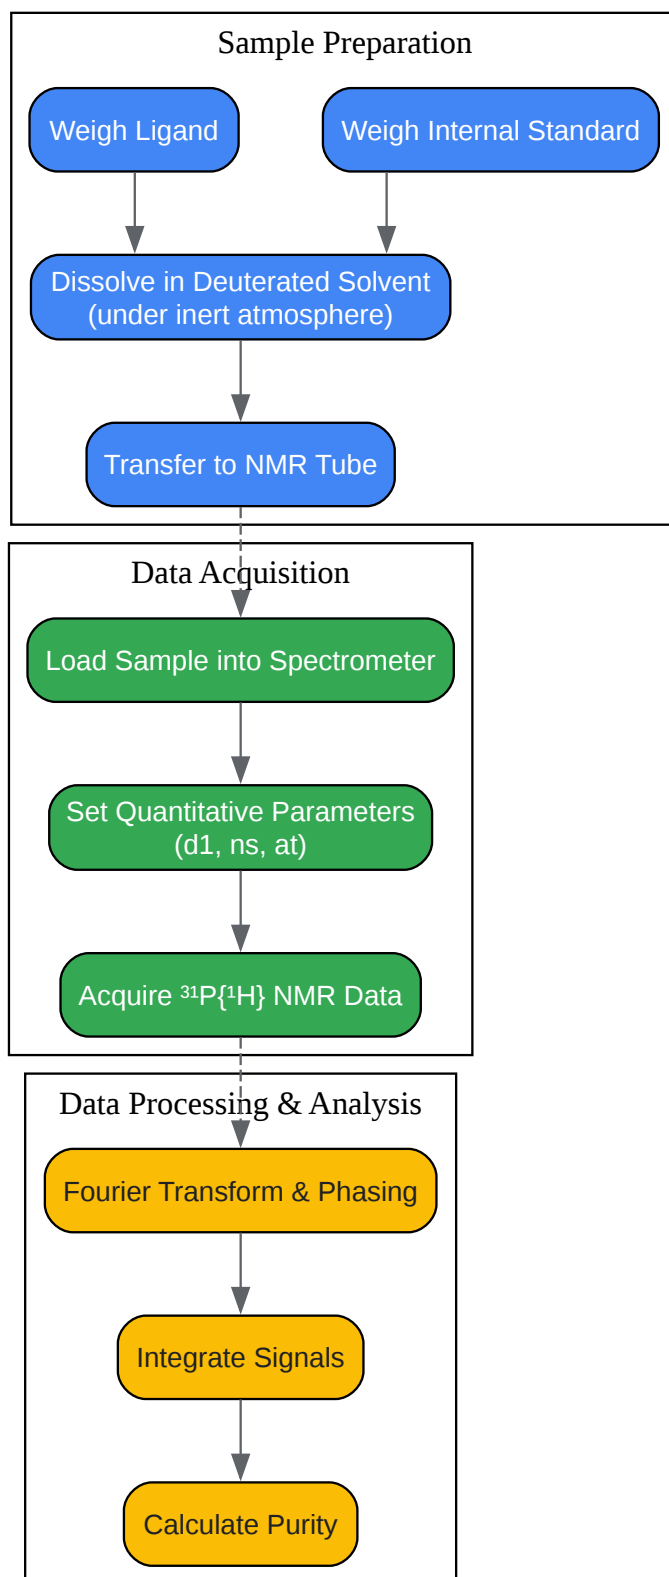 Sample Preparation
Weigh Ligand
Weigh Internal Standard
Dissolve in Deuterated Solvent
(under inert atmosphere)
Transfer to NMR Tube
Data Acquisition
Load Sample into Spectrometer
Set Quantitative Parameters
(d1, ns, at)
Acquire ³¹P{¹H} NMR Data
Data Processing & Analysis
Fourier Transform & Phasing
Integrate Signals
Calculate Purity